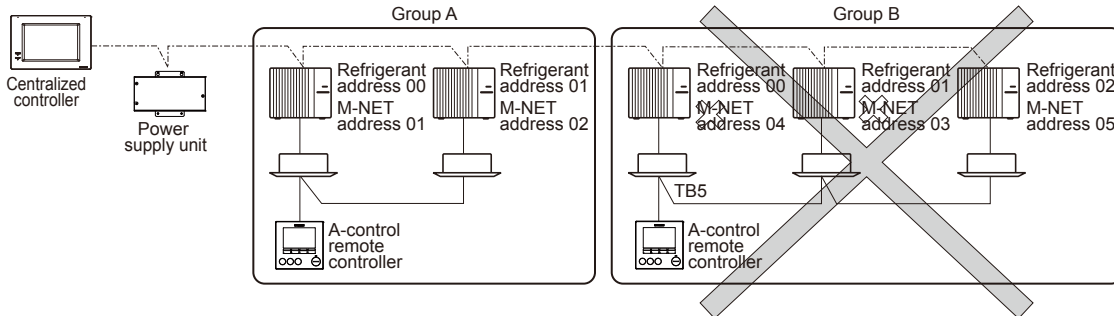 Group A
Group B
Centralized
controller
Power
supply unit
Refrigerant
address 00
M-NET
address 01
Refrigerant
address 01
M-NET
address 02
A-control
remote
controller
Refrigerant
address 00
M-NET
address 04
Refrigerant
address 01
M-NET
address 03
Refrigerant
address 02
M-NET
address 05
TB5
A-control
remote
controller